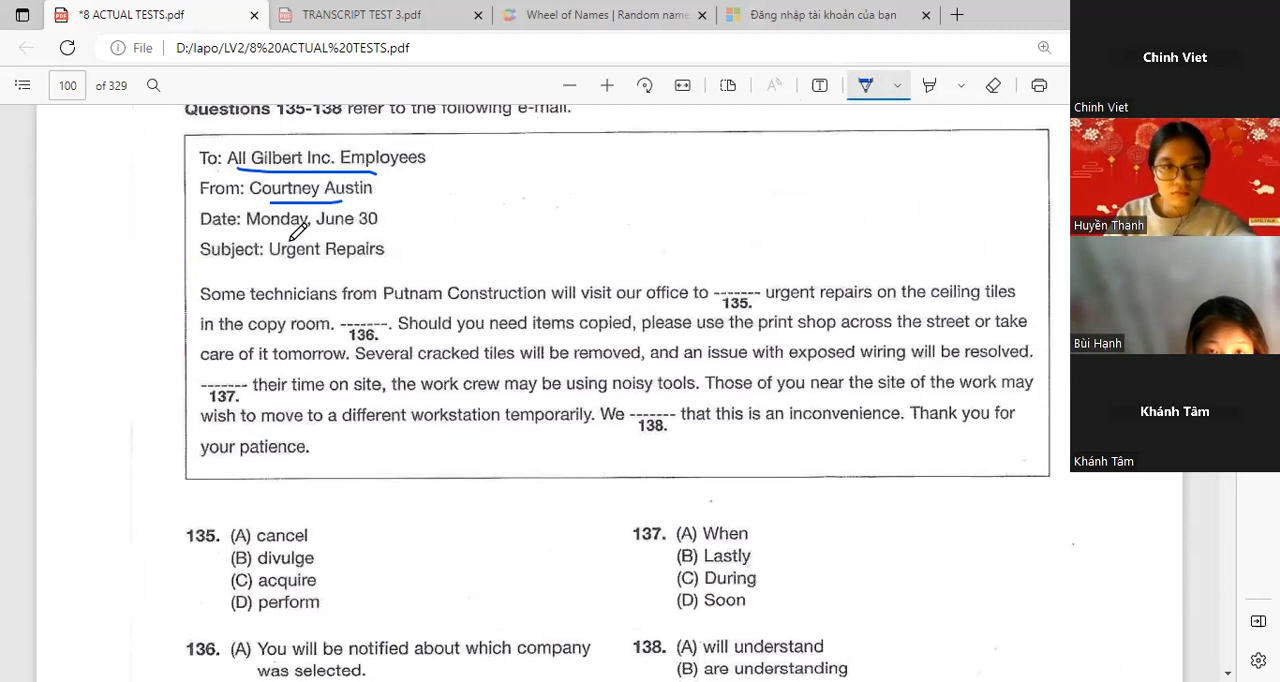 *8 ACTUAL TESTS.pdf
TRANSCRIPT TEST 3.pdf
Wheel of Names | Random name
Đăng nhập tài khoản của bạn
File
D:/lapo/LV2/8%20ACTUAL%20TESTS.pdf
100
of 329
Questions 135-138 refer to the following e-mail.
To: All Gilbert Inc. Employees
From: Courtney Austin
Date: Monday, June 30
Subject: Urgent Repairs
Some technicians from Putnam Construction will visit our office to ------- urgent repairs on the ceiling tiles
135.
in the copy room. -------. Should you need items copied, please use the print shop across the street or take
136.
care of it tomorrow. Several cracked tiles will be removed, and an issue with exposed wiring will be resolved.
------- their time on site, the work crew may be using noisy tools. Those of you near the site of the work may
137.
wish to move to a different workstation temporarily. We ------- that this is an inconvenience. Thank you for
138.
your patience.
135. (A) cancel
(B) divulge
(C) acquire
(D) perform
136. (A) You will be notified about which company
was selected.
137. (A) When
(B) Lastly
(C) During
(D) Soon
138. (A) will understand
(B) are understanding
Chinh Viet
Chinh Viet
Huyền Thanh
Bùi Hạnh
Khánh Tâm
Khánh Tâm